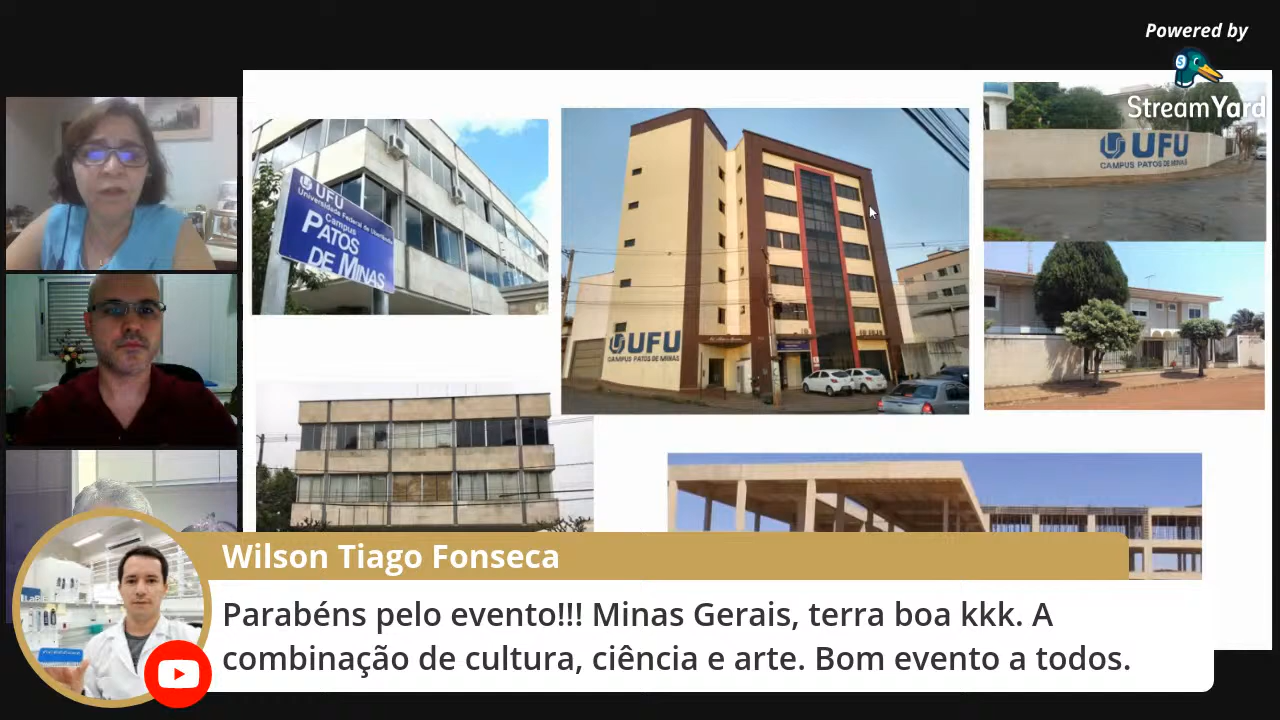 Powered by
StreamYard
UFU
Universidade Federal de Uberlândia
Campus
PATOS
DE MINAS
UFU
CAMPUS PATOS DE MINAS
UFU
CAMPUS PATOS DE MINAS
Wilson Tiago Fonseca
Parabéns pelo evento!!! Minas Gerais, terra boa kkk. A
combinação de cultura, ciência e arte. Bom evento a todos.